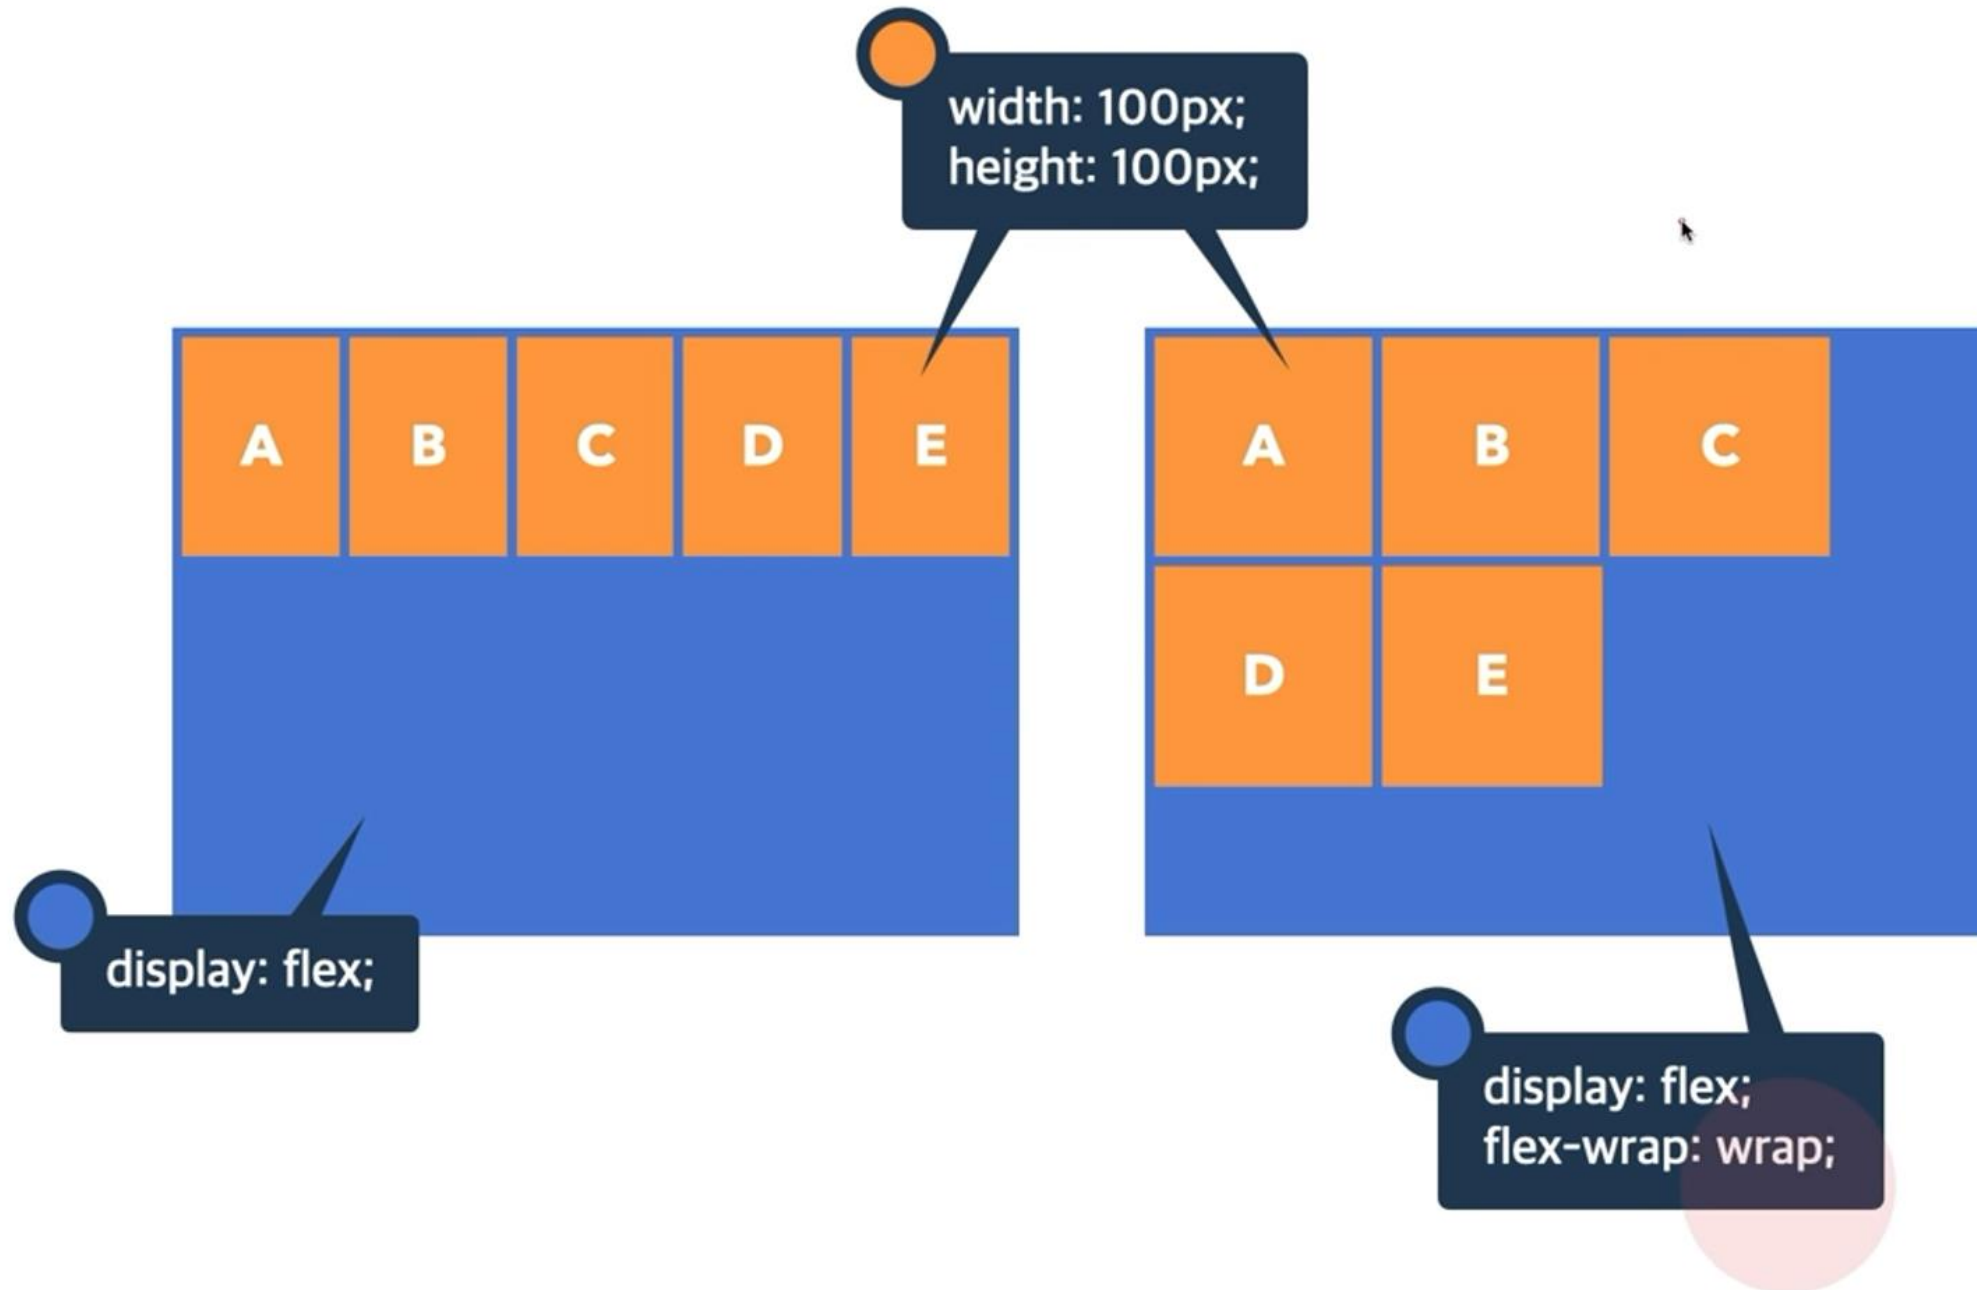 width: 100px;
height: 100px;
A B C D E
A B C
D E
display: flex;
display: flex;
flex-wrap: wrap;